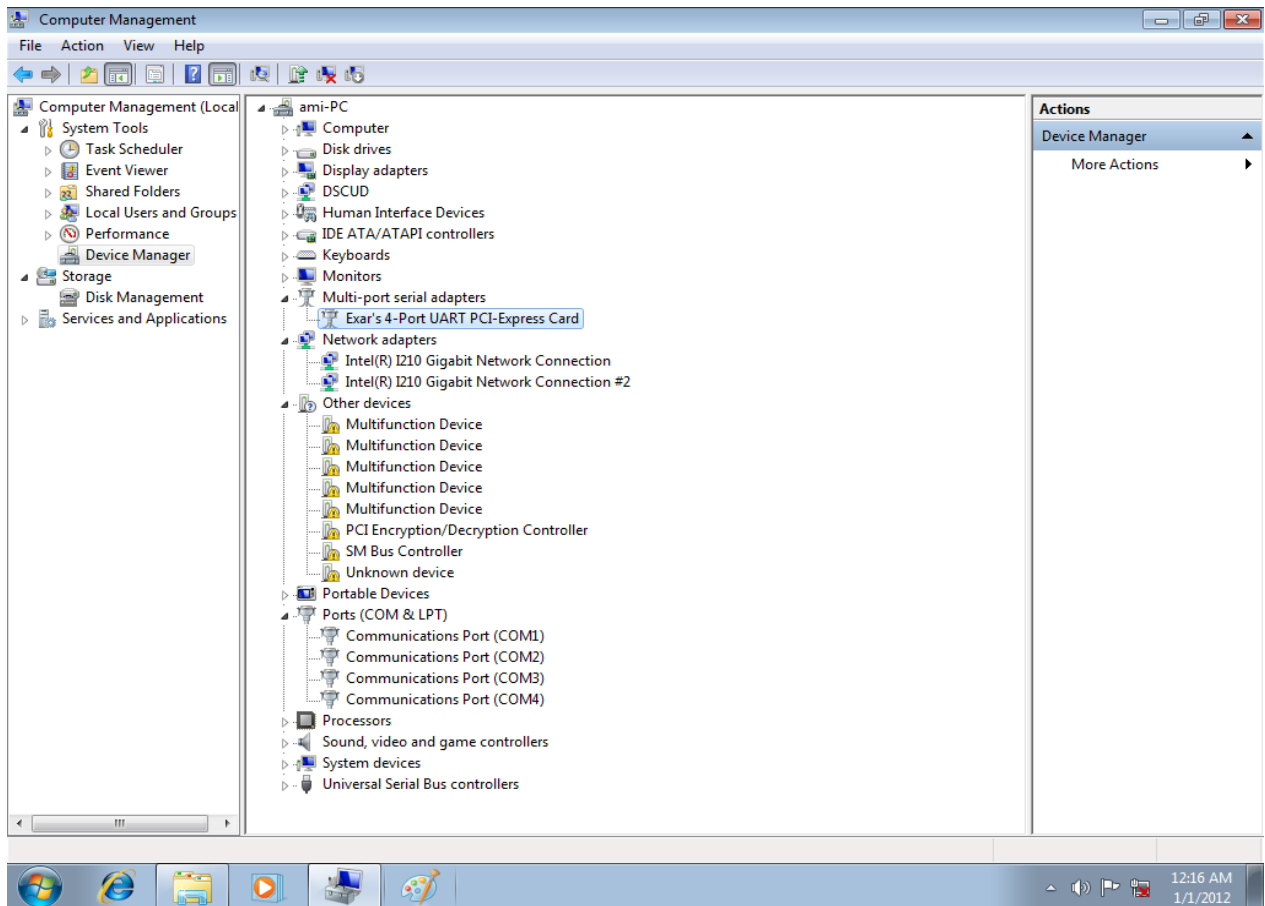 Computer Management
File Action View Help
Computer Management (Local
System Tools
Task Scheduler
Event Viewer
Shared Folders
Local Users and Groups
Performance
Device Manager
Storage
Disk Management
Services and Applications
ami-PC
Computer
Disk drives
Display adapters
DSCUD
Human Interface Devices
IDE ATA/ATAPI controllers
Keyboards
Monitors
Multi-port serial adapters
Exar's 4-Port UART PCI-Express Card
Network adapters
Intel(R) I210 Gigabit Network Connection
Intel(R) I210 Gigabit Network Connection #2
Other devices
Multifunction Device
Multifunction Device
Multifunction Device
Multifunction Device
Multifunction Device
PCI Encryption/Decryption Controller
SM Bus Controller
Unknown device
Portable Devices
Ports (COM & LPT)
Communications Port (COM1)
Communications Port (COM2)
Communications Port (COM3)
Communications Port (COM4)
Processors
Sound, video and game controllers
System devices
Universal Serial Bus controllers
Actions
Device Manager
More Actions
12:16 AM
1/1/2012